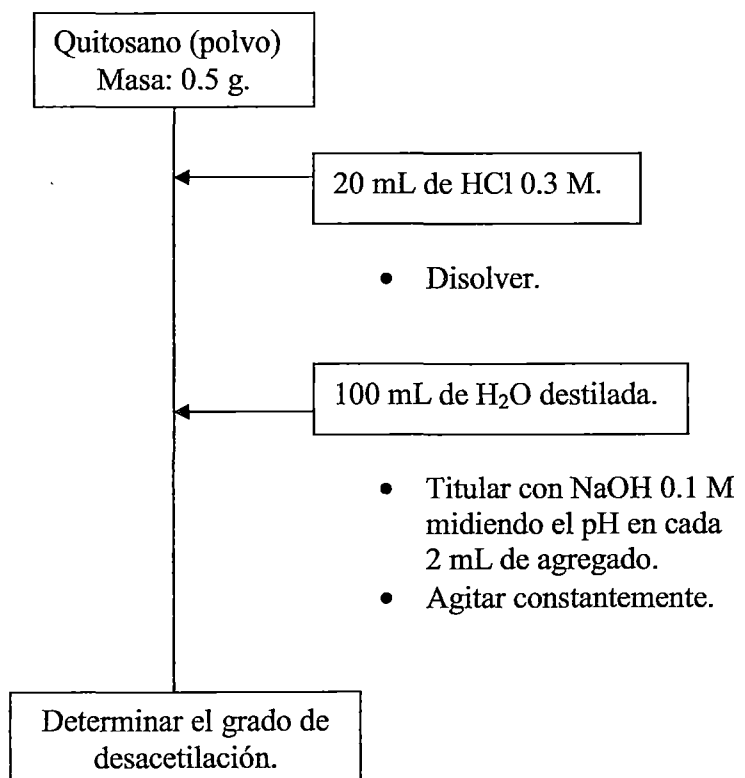 Quitosano (polvo)
Masa: 0.5 g.
20 mL de HCl 0.3 M.
• Disolver.
100 mL de H₂O destilada.
• Titular con NaOH 0.1 M
midiendo el pH en cada
2 mL de agregado.
• Agitar constantemente.
Determinar el grado de
desacetilación.